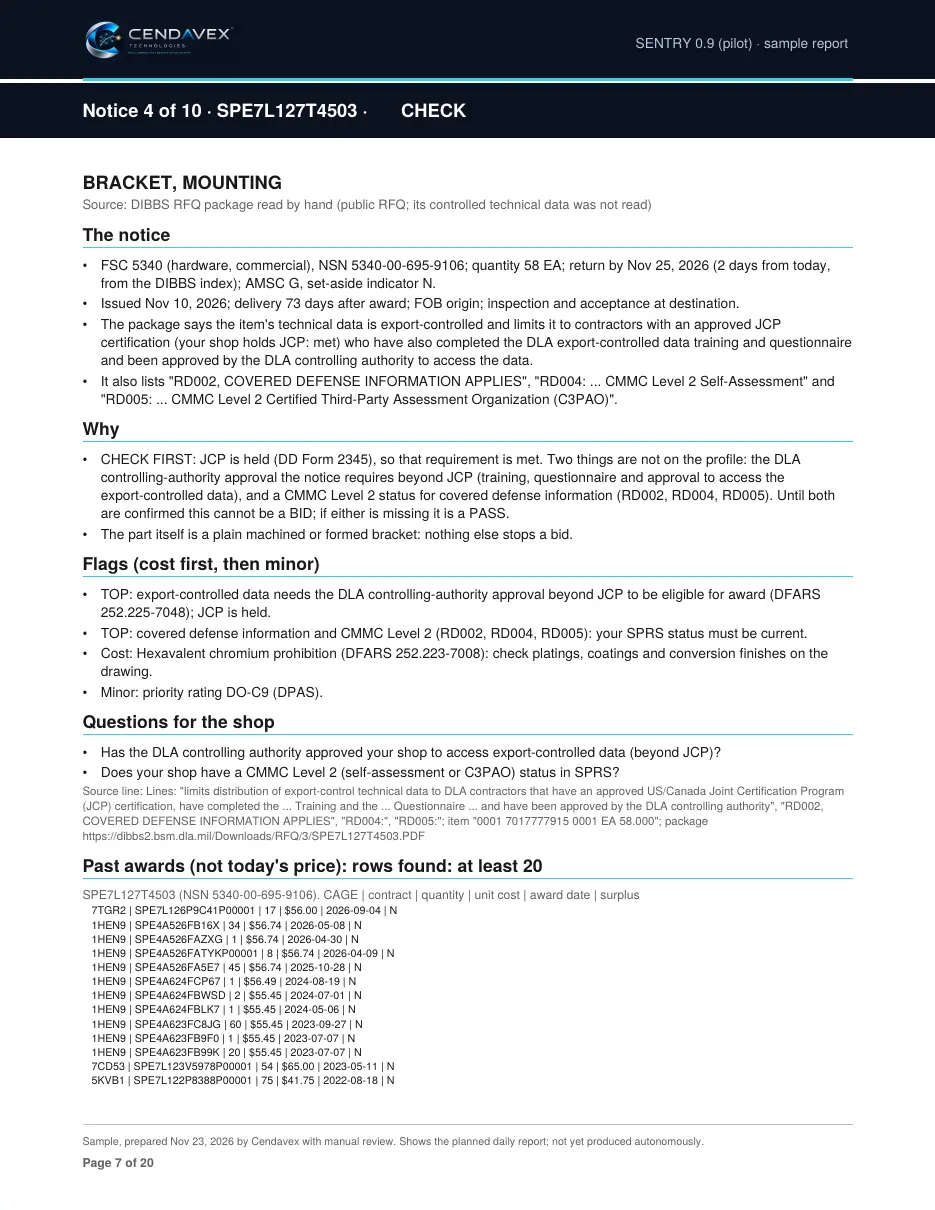 CENDAVEX
TECHNOLOGIES
SENTRY 0.9 (pilot) · sample report
Notice 4 of 10 · SPE7L127T4503 · CHECK
BRACKET, MOUNTING
Source: DIBBS RFQ package read by hand (public RFQ; its controlled technical data was not read)
The notice
• FSC 5340 (hardware, commercial), NSN 5340-00-695-9106; quantity 58 EA; return by Nov 25, 2026 (2 days from today,
from the DIBBS index); AMSC G, set-aside indicator N.
• Issued Nov 10, 2026; delivery 73 days after award; FOB origin; inspection and acceptance at destination.
• The package says the item's technical data is export-controlled and limits it to contractors with an approved JCP
certification (your shop holds JCP: met) who have also completed the DLA export-controlled data training and questionnaire
and been approved by the DLA controlling authority to access the data.
• It also lists "RD002, COVERED DEFENSE INFORMATION APPLIES", "RD004: ... CMMC Level 2 Self-Assessment" and
"RD005: ... CMMC Level 2 Certified Third-Party Assessment Organization (C3PAO)".
Why
• CHECK FIRST: JCP is held (DD Form 2345), so that requirement is met. Two things are not on the profile: the DLA
controlling-authority approval the notice requires beyond JCP (training, questionnaire and approval to access the
export-controlled data), and a CMMC Level 2 status for covered defense information (RD002, RD004, RD005). Until both
are confirmed this cannot be a BID; if either is missing it is a PASS.
• The part itself is a plain machined or formed bracket: nothing else stops a bid.
Flags (cost first, then minor)
• TOP: export-controlled data needs the DLA controlling-authority approval beyond JCP to be eligible for award (DFARS
252.225-7048); JCP is held.
• TOP: covered defense information and CMMC Level 2 (RD002, RD004, RD005): your SPRS status must be current.
• Cost: Hexavalent chromium prohibition (DFARS 252.223-7008): check platings, coatings and conversion finishes on the
drawing.
• Minor: priority rating DO-C9 (DPAS).
Questions for the shop
• Has the DLA controlling authority approved your shop to access export-controlled data (beyond JCP)?
• Does your shop have a CMMC Level 2 (self-assessment or C3PAO) status in SPRS?
Source line: Lines: "limits distribution of export-control technical data to DLA contractors that have an approved US/Canada Joint Certification Program
(JCP) certification, have completed the ... Training and the ... Questionnaire ... and have been approved by the DLA controlling authority", "RD002,
COVERED DEFENSE INFORMATION APPLIES", "RD004:", "RD005:"; item "0001 7017777915 0001 EA 58.000"; package
https://dibbs2.bsm.dla.mil/Downloads/RFQ/3/SPE7L127T4503.PDF
Past awards (not today's price): rows found: at least 20
SPE7L127T4503 (NSN 5340-00-695-9106). CAGE | contract | quantity | unit cost | award date | surplus
7TGR2 | SPE7L126P9C41P00001 | 17 | $56.00 | 2026-09-04 | N
1HEN9 | SPE4A526FB16X | 34 | $56.74 | 2026-05-08 | N
1HEN9 | SPE4A526FAZXG | 1 | $56.74 | 2026-04-30 | N
1HEN9 | SPE4A526FATYKP00001 | 8 | $56.74 | 2026-04-09 | N
1HEN9 | SPE4A526FA5E7 | 45 | $56.74 | 2025-10-28 | N
1HEN9 | SPE4A624FCP67 | 1 | $56.49 | 2024-08-19 | N
1HEN9 | SPE4A624FBWSD | 2 | $55.45 | 2024-07-01 | N
1HEN9 | SPE4A624FBLK7 | 1 | $55.45 | 2024-05-06 | N
1HEN9 | SPE4A623FC8JG | 60 | $55.45 | 2023-09-27 | N
1HEN9 | SPE4A623FB9F0 | 1 | $55.45 | 2023-07-07 | N
1HEN9 | SPE4A623FB99K | 20 | $55.45 | 2023-07-07 | N
7CD53 | SPE7L123V5978P00001 | 54 | $65.00 | 2023-05-11 | N
5KVB1 | SPE7L122P8388P00001 | 75 | $41.75 | 2022-08-18 | N
Sample, prepared Nov 23, 2026 by Cendavex with manual review. Shows the planned daily report; not yet produced autonomously.
Page 7 of 20